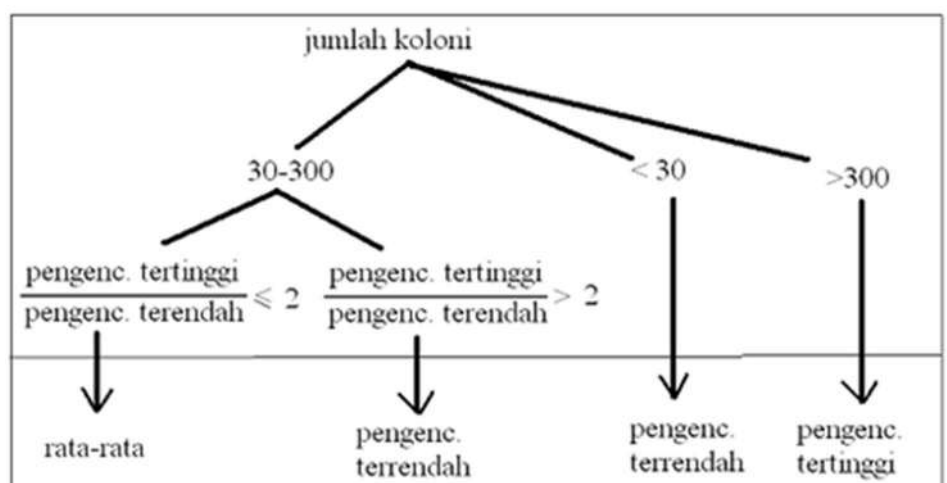 jumlah koloni
30-300
< 30
>300
pengenc. tertinggi
pengenc. terendah
⩽ 2
pengenc. tertinggi
pengenc. terendah
> 2
rata-rata
pengenc.
terrendah
pengenc.
terrendah
pengenc.
tertinggi